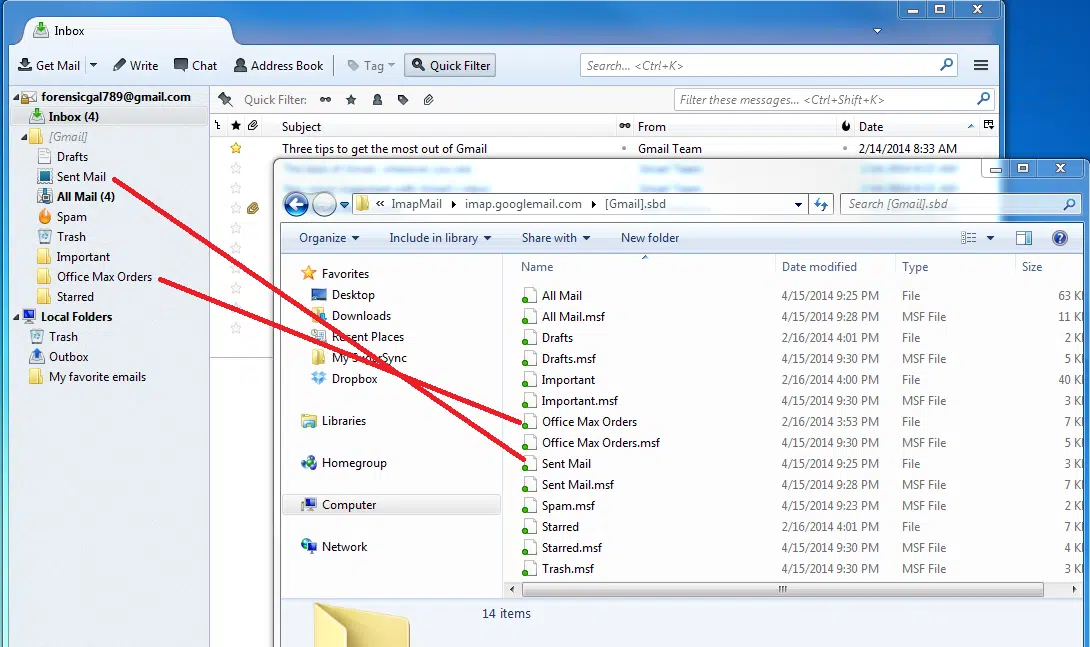 Inbox
Get Mail Write Chat Address Book Tag Quick Filter Search... <Ctrl+K>
forensicgal789@gmail.com
Inbox (4)
[Gmail]
Drafts
Sent Mail
All Mail (4)
Spam
Trash
Important
Office Max Orders
Starred
Local Folders
Trash
Outbox
My favorite emails
Quick Filter: Filter these messages... <Ctrl+Shift+K>
Subject From Date
Three tips to get the most out of Gmail Gmail Team 2/14/2014 8:33 AM
« ImapMail imap.googlemail.com [Gmail].sbd Search [Gmail].sbd
Organize Include in library Share with New folder
Favorites
Desktop
Downloads
Recent Places
My SugarSync
Dropbox
Libraries
Homegroup
Computer
Network
Name Date modified Type Size
All Mail 4/15/2014 9:25 PM File 63 K
All Mail.msf 4/15/2014 9:28 PM MSF File 11 K
Drafts 2/16/2014 4:01 PM File 2 K
Drafts.msf 4/15/2014 9:30 PM MSF File 5 K
Important 2/16/2014 4:00 PM File 40 K
Important.msf 4/15/2014 9:30 PM MSF File 3 K
Office Max Orders 2/16/2014 3:53 PM File 7 K
Office Max Orders.msf 4/15/2014 9:30 PM MSF File 5 K
Sent Mail 4/15/2014 9:25 PM File 3 K
Sent Mail.msf 4/15/2014 9:28 PM MSF File 7 K
Spam.msf 4/15/2014 9:23 PM MSF File 2 K
Starred 2/16/2014 4:01 PM File 7 K
Starred.msf 4/15/2014 9:30 PM MSF File 4 K
Trash.msf 4/15/2014 9:30 PM MSF File 3 K
14 items